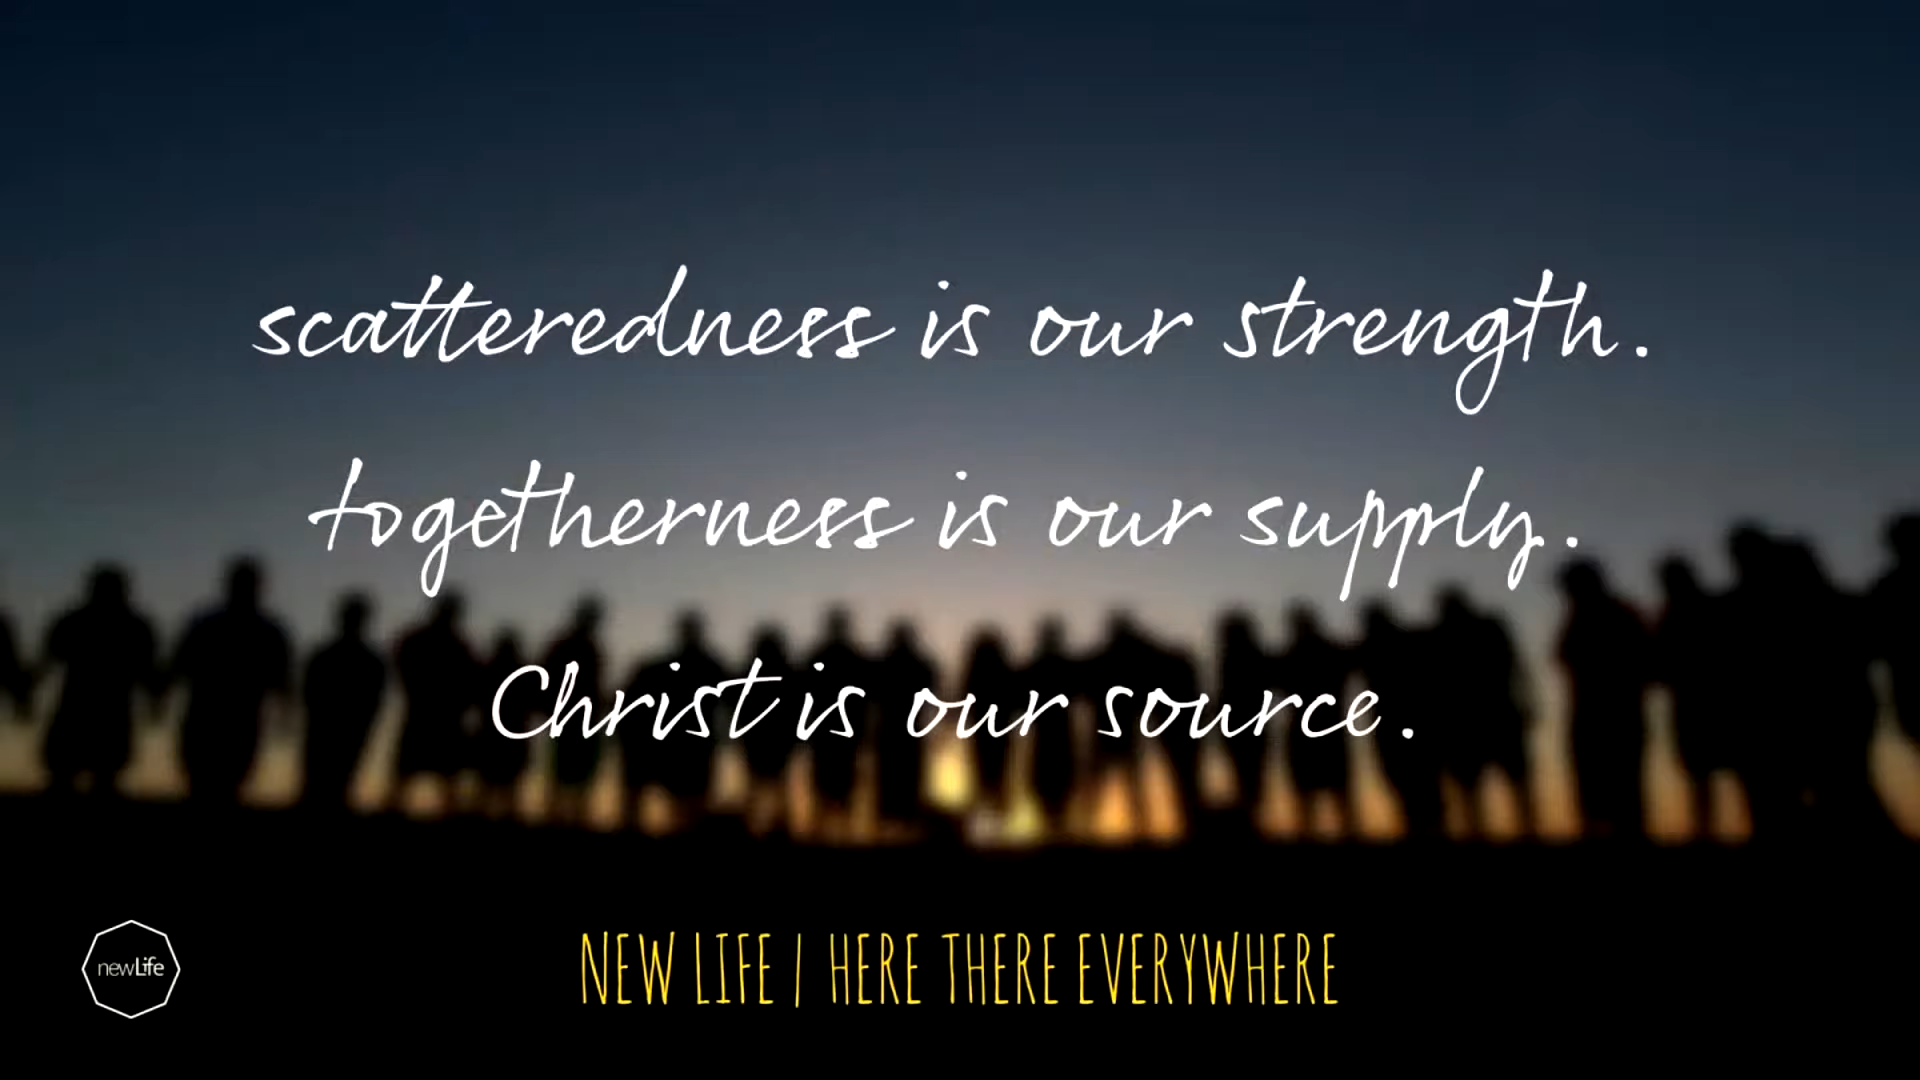 scatteredness is our strength.
togetherness is our supply.
Christ is our source.
newLife
NEW LIFE / HERE THERE EVERYWHERE